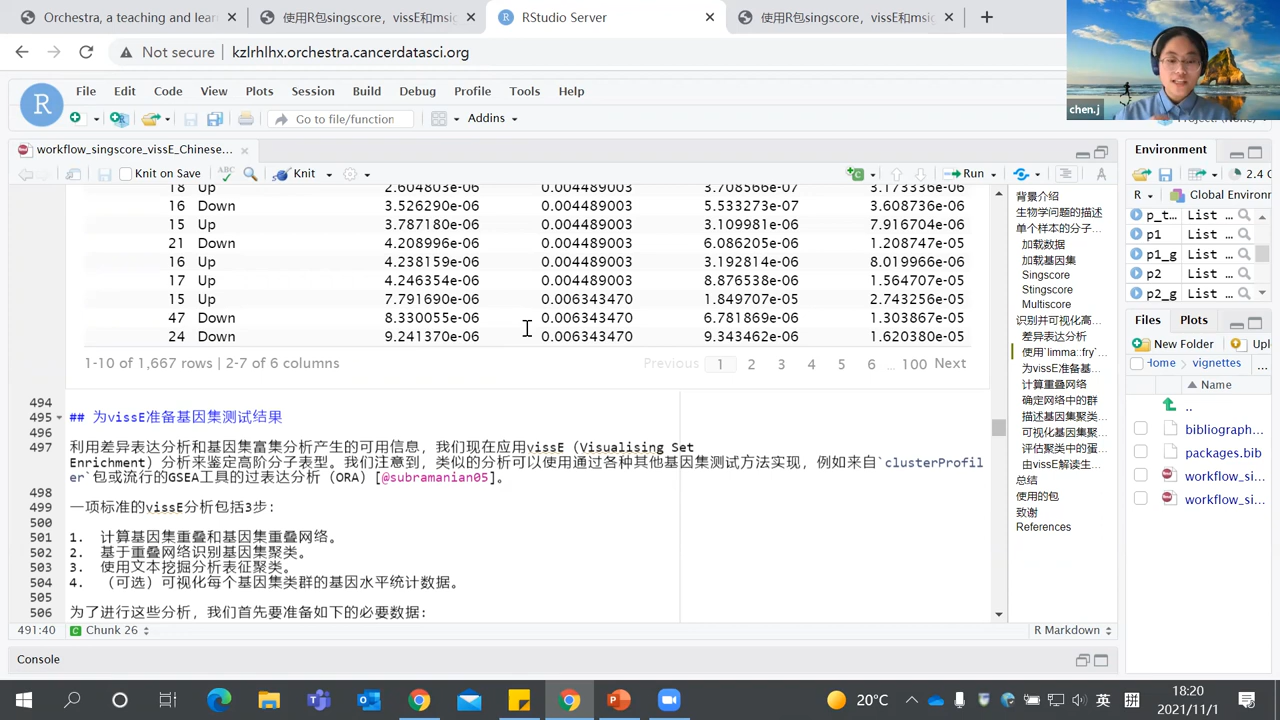 Orchestra, a teaching and lear
使用R包singscore，vissE和msic
RStudio Server
使用R包singscore，vissE和msig
Not secure
kzlrhlhx.orchestra.cancerdatasci.org
chen.j
R
File Edit Code View Plots Session Build Debug Profile Tools Help
Go to file/function
Addins
Project: (None)
workflow_singscore_vissE_Chinese...
Knit on Save
ABC
Knit
Run
18 Up 2.604803e-06 0.004489003 3.708566e-07 3.173336e-06
16 Down 3.526290e-06 0.004489003 5.533273e-07 3.608736e-06
15 Up 3.787180e-06 0.004489003 3.109981e-06 7.916704e-06
21 Down 4.208996e-06 0.004489003 6.086205e-06 1.208747e-05
16 Up 4.238159e-06 0.004489003 3.192814e-06 8.019966e-06
17 Up 4.246354e-06 0.004489003 8.876538e-06 1.564707e-05
15 Up 7.791690e-06 0.006343470 1.849707e-05 2.743256e-05
47 Down 8.330055e-06 0.006343470 6.781869e-06 1.303867e-05
24 Down 9.241370e-06 0.006343470 9.343462e-06 1.620380e-05
1-10 of 1,667 rows | 2-7 of 6 columns
Previous 1 2 3 4 5 6 ... 100 Next
494
495 ## 为vissE准备基因集测试结果
496
497 利用差异表达分析和基因集富集分析产生的可用信息，我们现在应用vissE（Visualising Set
Enrichment）分析来鉴定高阶分子表型。我们注意到，类似的分析可以使用通过各种其他基因集测试方法实现，例如来自`clusterProfil
er`包或流行的GSEA工具的过表达分析（ORA）[@subramanian05]。
498
499 一项标准的vissE分析包括3步：
500
501 1. 计算基因集重叠和基因集重叠网络。
502 2. 基于重叠网络识别基因集聚类。
503 3. 使用文本挖掘分析表征聚类。
504 4. （可选）可视化每个基因集类群的基因水平统计数据。
505
506 为了进行这些分析，我们首先要准备如下的必要数据：
491:40
Chunk 26
R Markdown
Console
背景介绍
生物学问题的描述
单个样本的分子...
加载数据
加载基因集
Singscore
Stingscore
Multiscore
识别并可视化高...
差异表达分析
使用`limma::fry`...
为vissE准备基...
计算重叠网络
确定网络中的群
描述基因集聚类...
可视化基因集聚...
评估聚类中的蛋...
由vissE解读生...
总结
使用的包
致谢
References
Environment
2.4 G
R
Global Environ
p_t... List
p1 List
p1_g List
p2 List
p2_g List
Files Plots
New Folder
Upl
Home vignettes
...
Name
..
bibliograph...
packages.bib
workflow_si...
workflow_si...
20°C
英
拼
18:20
2021/11/1